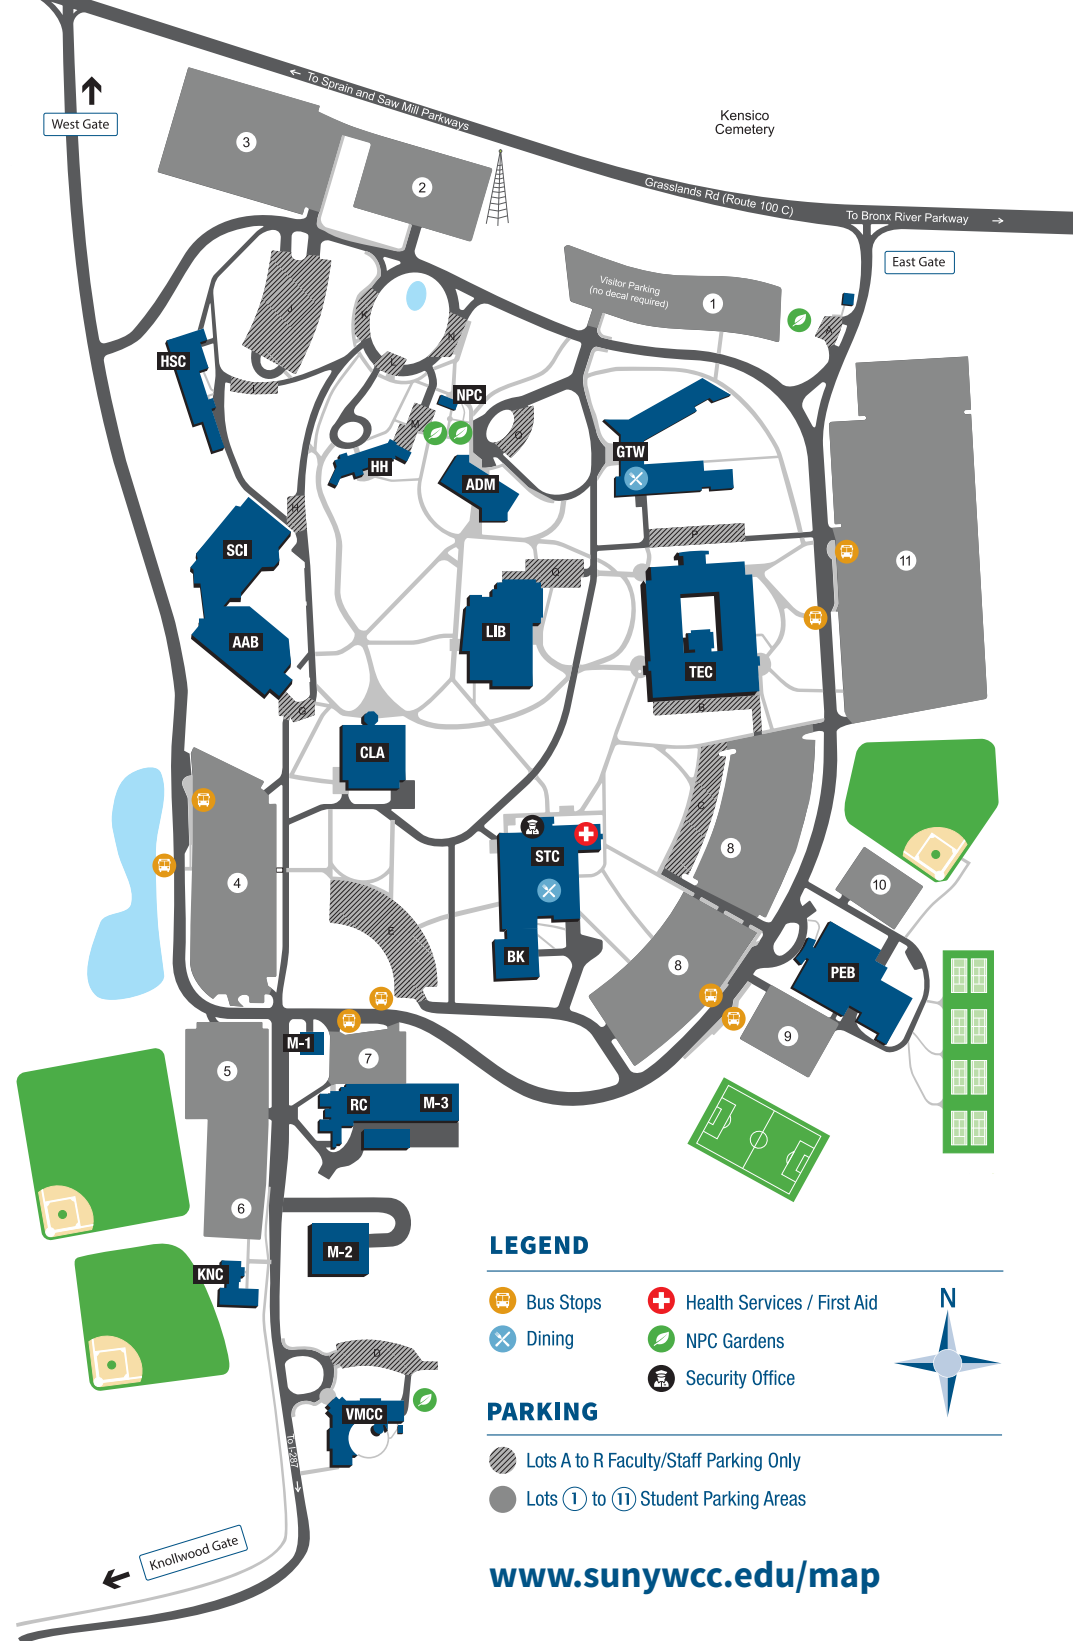 ← To Sprain and Saw Mill Parkways
Kensico
Cemetery
West Gate
3
2
Grasslands Rd (Route 100 C)
To Bronx River Parkway →
East Gate
Visitor Parking
(no decal required)
1
A
J
K
N
L
I
HSC
NPC
M
O
GTW
HH
ADM
H
P
SCI
Q
11
LIB
AAB
TEC
G
B
CLA
C
8
STC
4
10
E
BK
8
PEB
9
M-1
7
5
RC
M-3
6
M-2
KNC
D
VMCC
To I-287 →
Knollwood Gate
LEGEND
Bus Stops
Health Services / First Aid
Dining
NPC Gardens
Security Office
N
PARKING
Lots A to R Faculty/Staff Parking Only
Lots 1 to 11 Student Parking Areas
www.sunywcc.edu/map